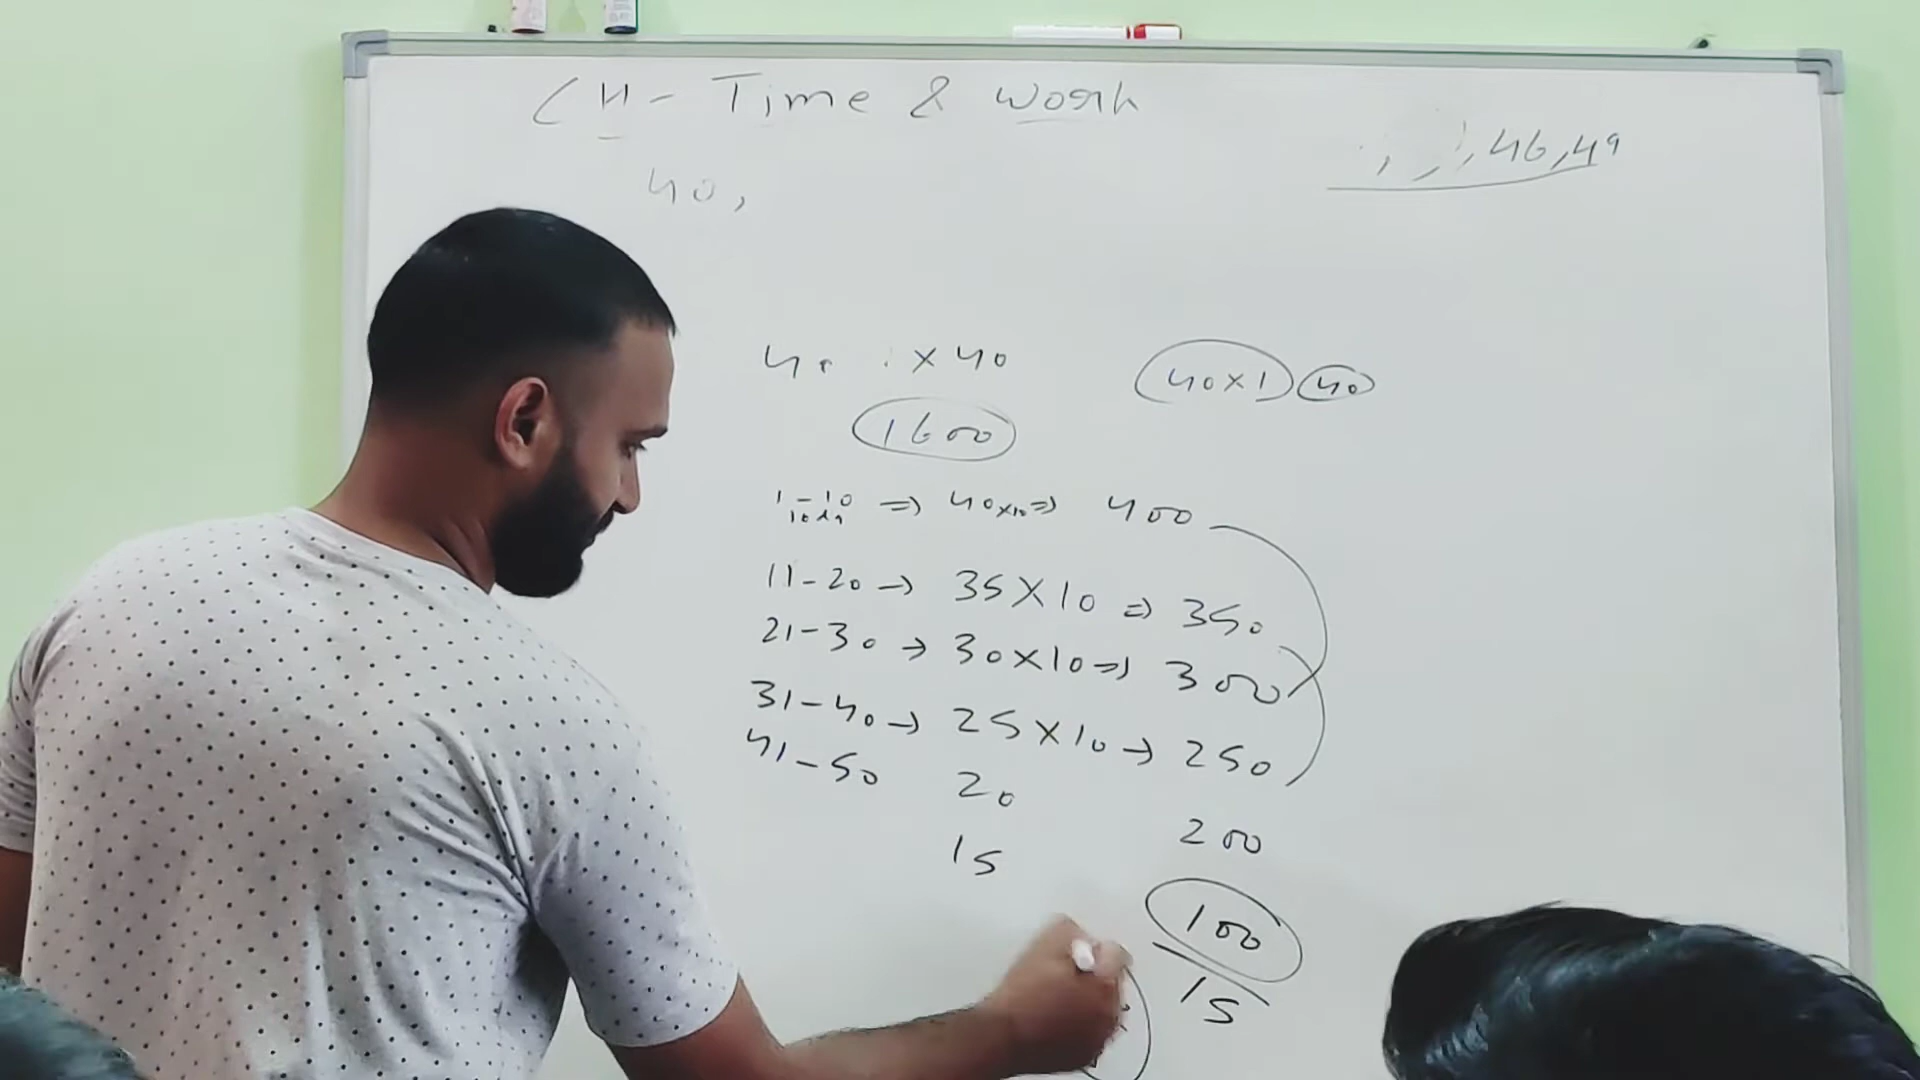 CH- Time & Work
, 46, 49
40,
4 × 40
40×1 40
1600
1-10 ⇒ 40×10 ⇒ 400
11-20 → 35×10 ⇒ 350
21-30 → 30×10 ⇒ 300
31-40 → 25×10 → 250
41-50 20
200
15
100
15